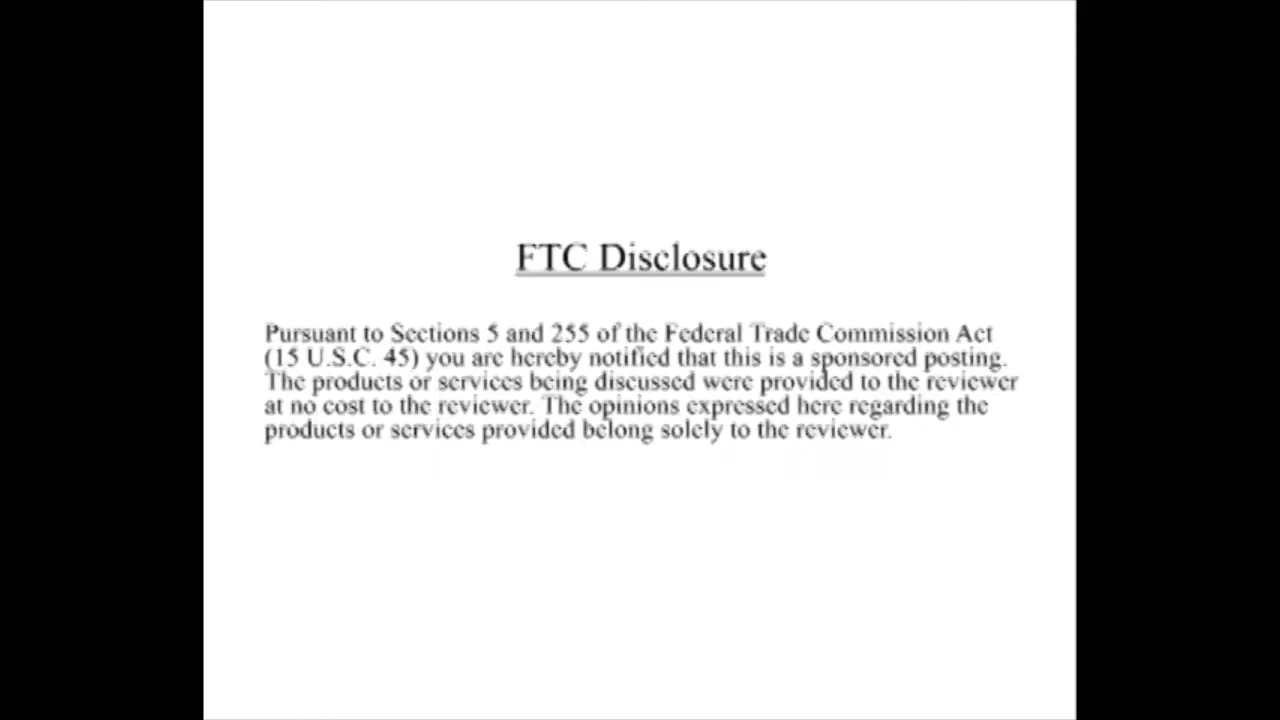 FTC Disclosure
Pursuant to Sections 5 and 255 of the Federal Trade Commission Act
(15 U.S.C. 45) you are hereby notified that this is a sponsored posting.
The products or services being discussed were provided to the reviewer
at no cost to the reviewer. The opinions expressed here regarding the
products or services provided belong solely to the reviewer.